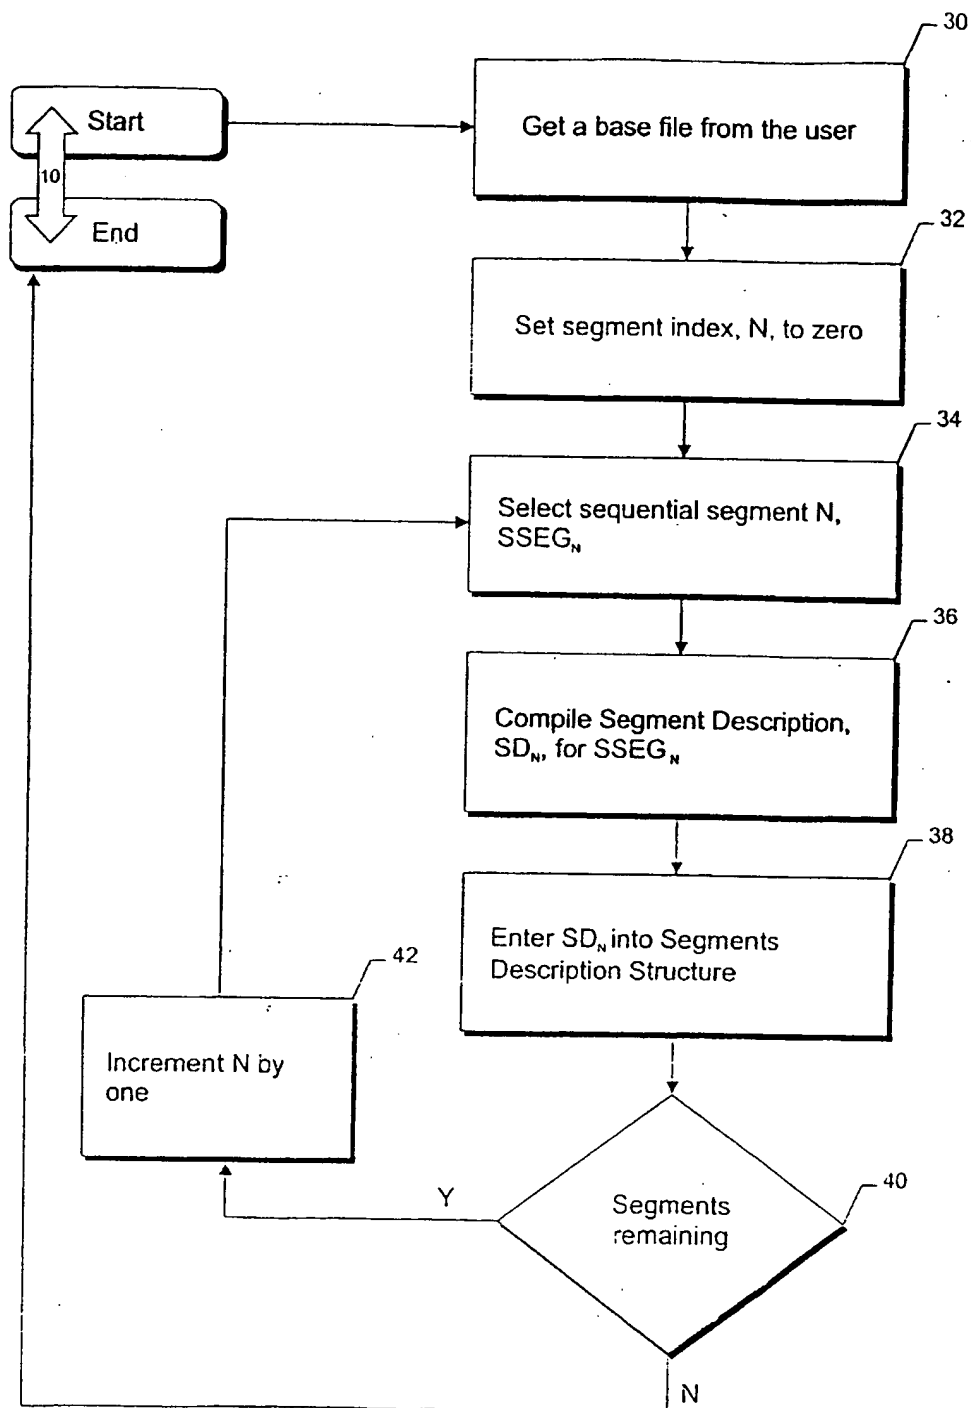 30
Start
10
End
Get a base file from the user
32
Set segment index, N, to zero
34
Select sequential segment N,
SSEG_N
36
Compile Segment Description,
SD_N, for SSEG_N
38
Enter SD_N into Segments
Description Structure
42
Increment N by
one
40
Segments
remaining
Y
N